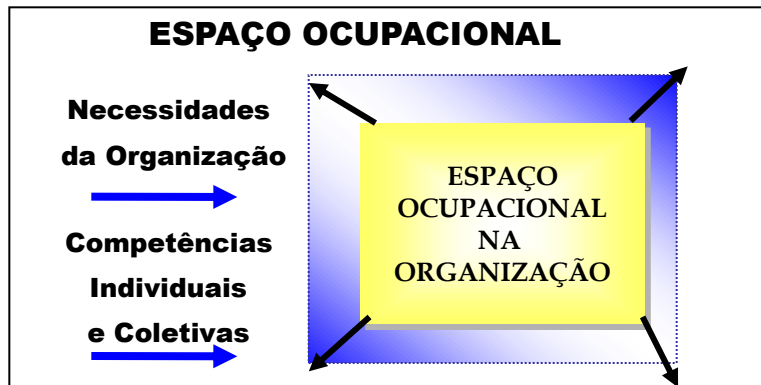 ESPAÇO OCUPACIONAL
Necessidades
da Organização
Competências
Individuais
e Coletivas
ESPAÇO
OCUPACIONAL
NA
ORGANIZAÇÃO